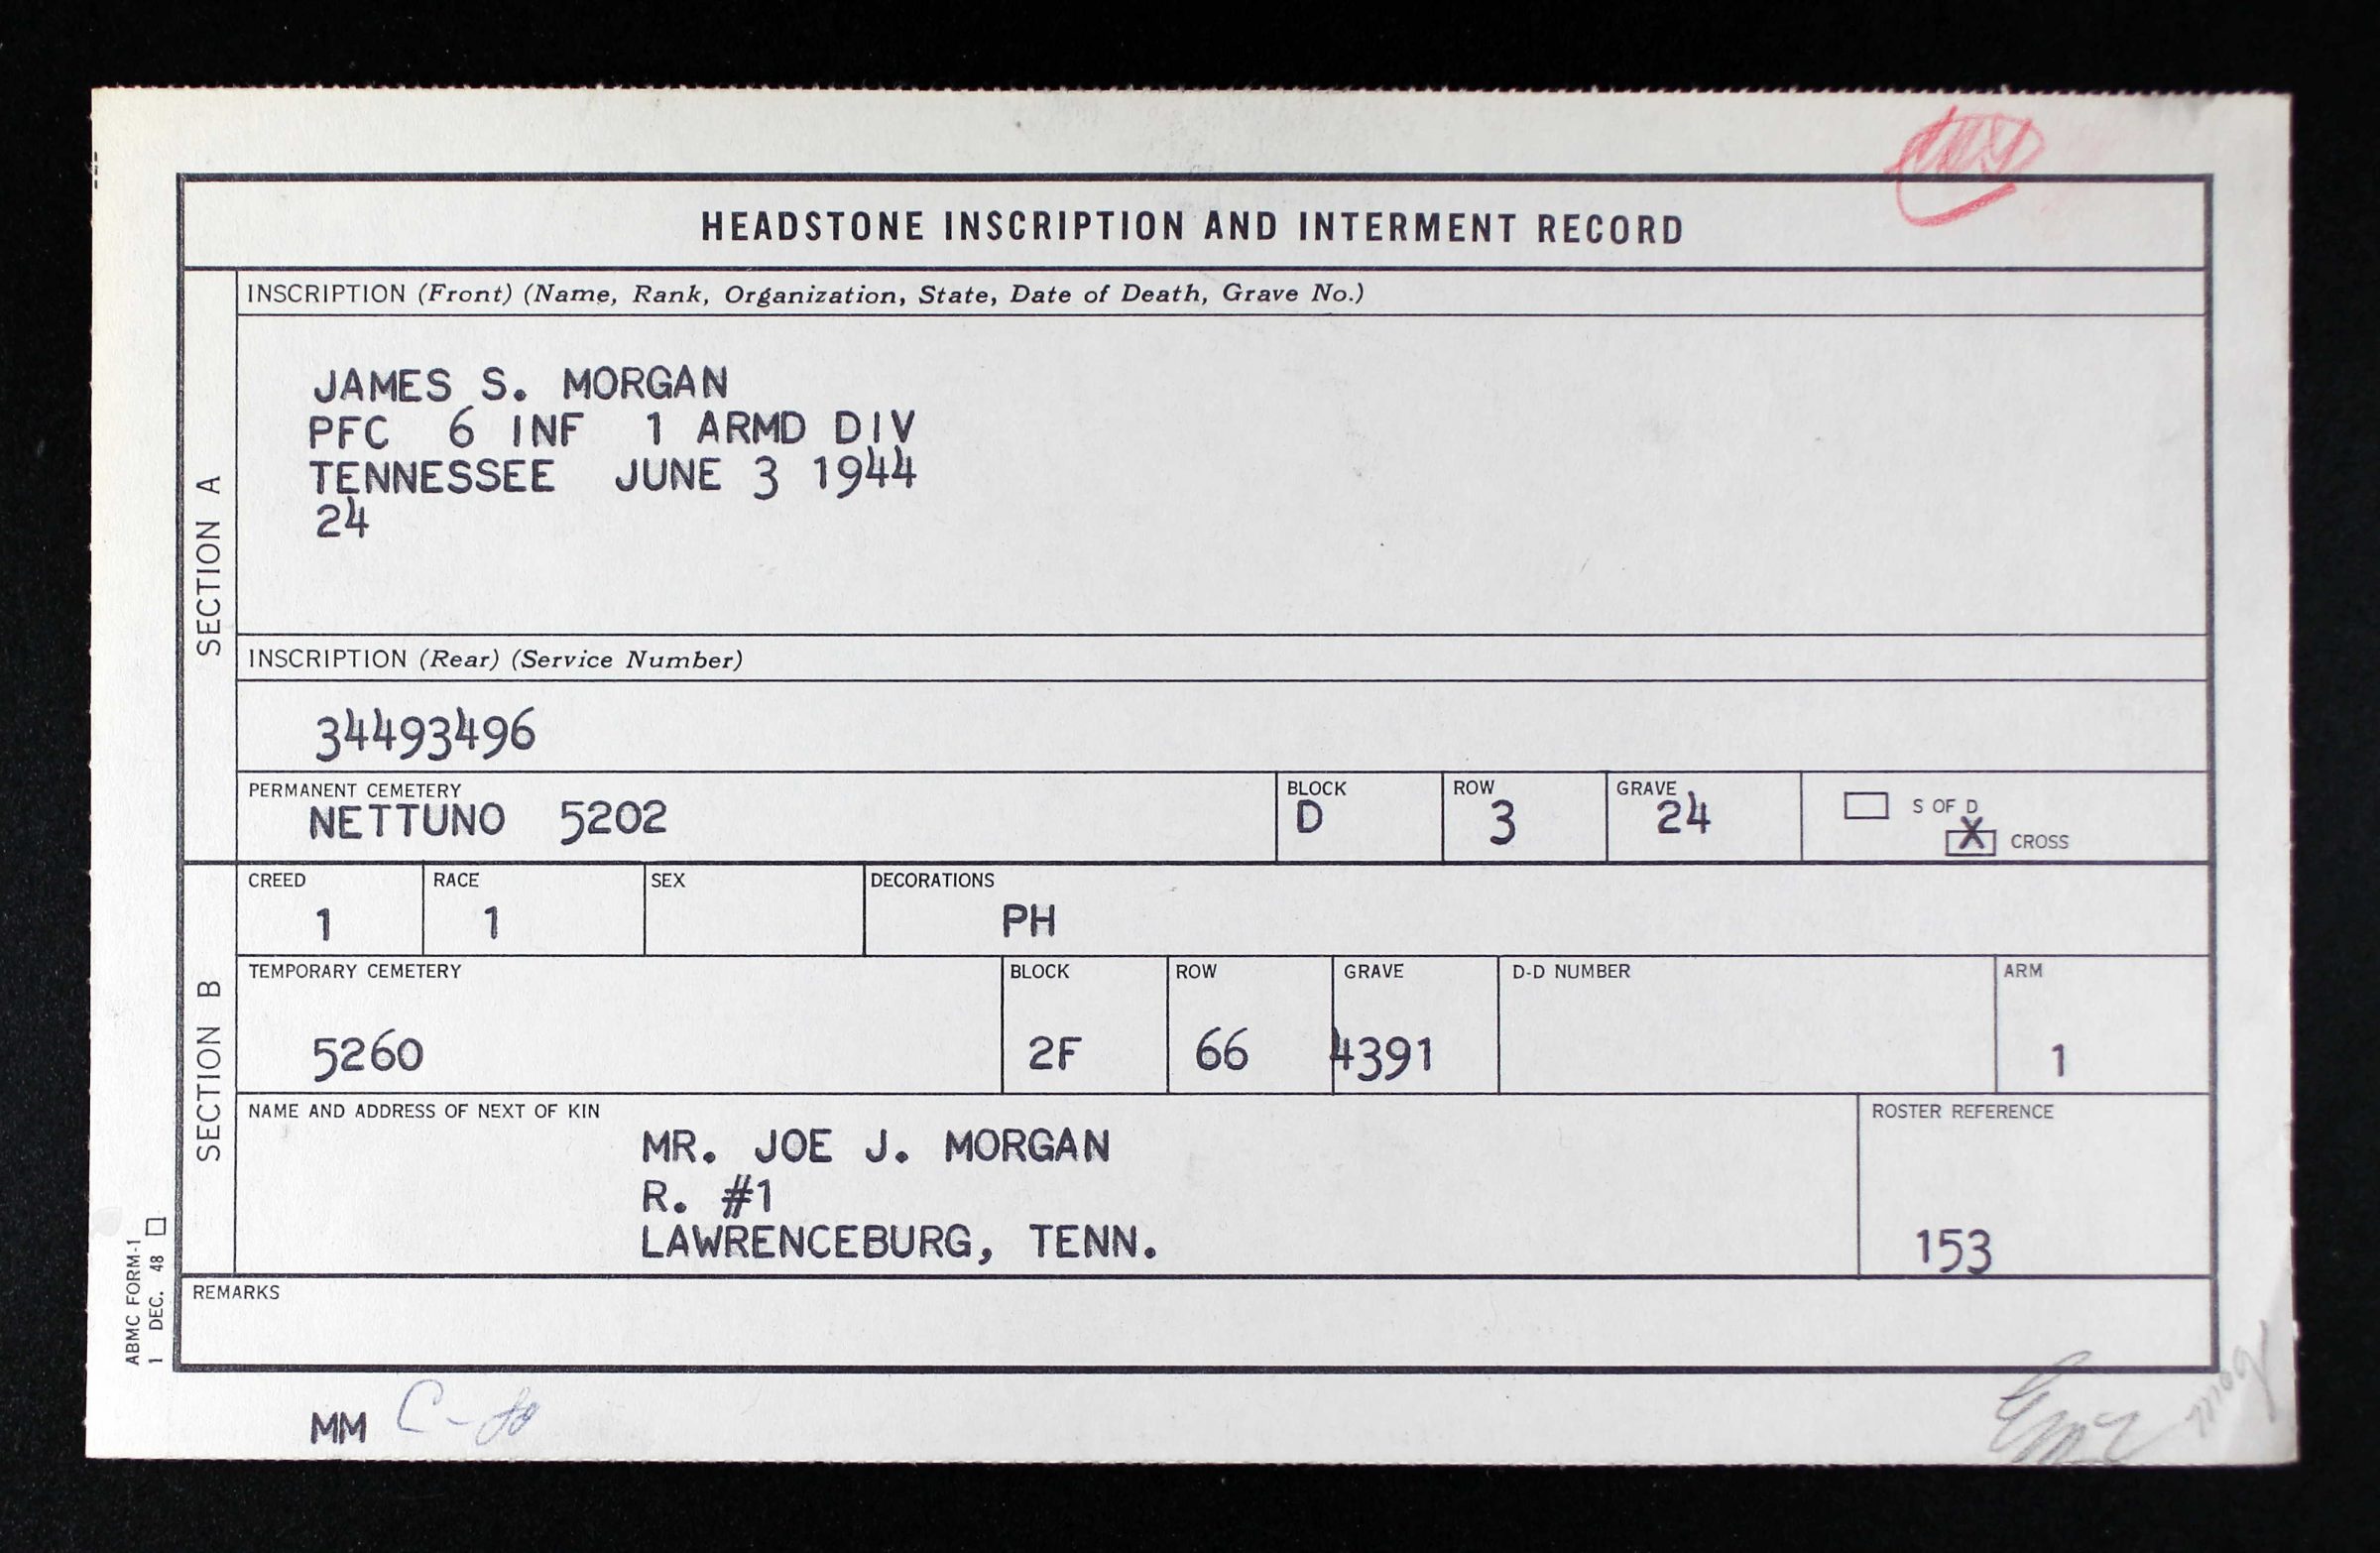 HEADSTONE INSCRIPTION AND INTERMENT RECORD
SECTION A
INSCRIPTION (Front) (Name, Rank, Organization, State, Date of Death, Grave No.)
JAMES S. MORGAN
PFC 6 INF 1 ARMD DIV
TENNESSEE JUNE 3 1944
24
INSCRIPTION (Rear) (Service Number)
34493496
PERMANENT CEMETERY BLOCK ROW GRAVE
NETTUNO 5202 D 3 24
S OF D
X CROSS
SECTION B
CREED RACE SEX DECORATIONS
1 1 PH
TEMPORARY CEMETERY BLOCK ROW GRAVE D-D NUMBER ARM
5260 2F 66 4391 1
NAME AND ADDRESS OF NEXT OF KIN ROSTER REFERENCE
MR. JOE J. MORGAN
R. #1
LAWRENCEBURG, TENN.
153
REMARKS
ABMC FORM-1
1 DEC. 48
MM